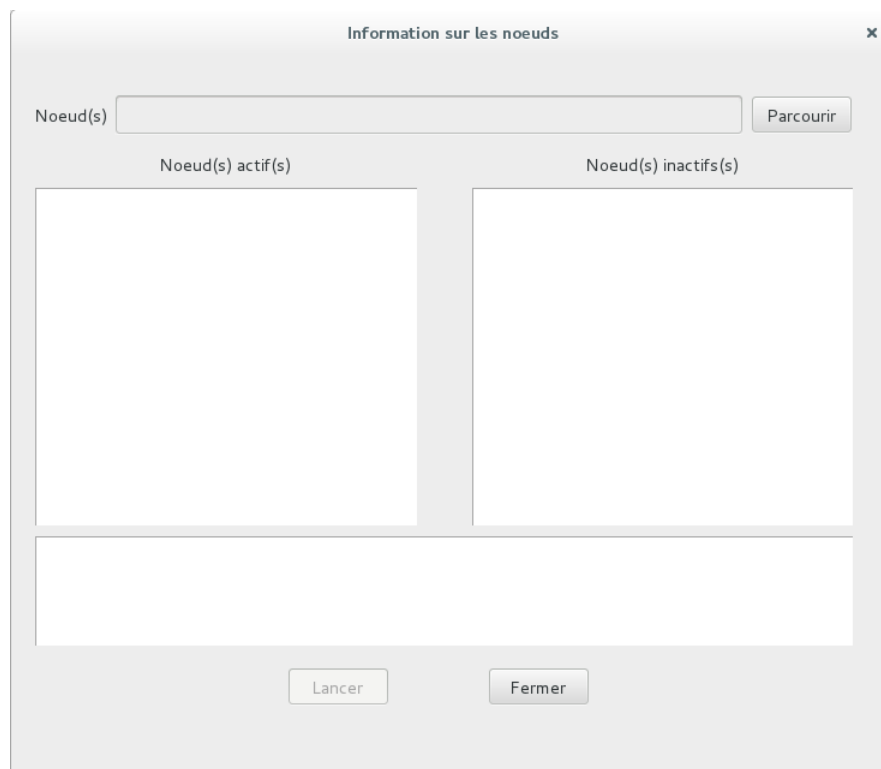 Information sur les noeuds
Noeud(s)
Parcourir
Noeud(s) actif(s)
Noeud(s) inactifs(s)
Lancer
Fermer